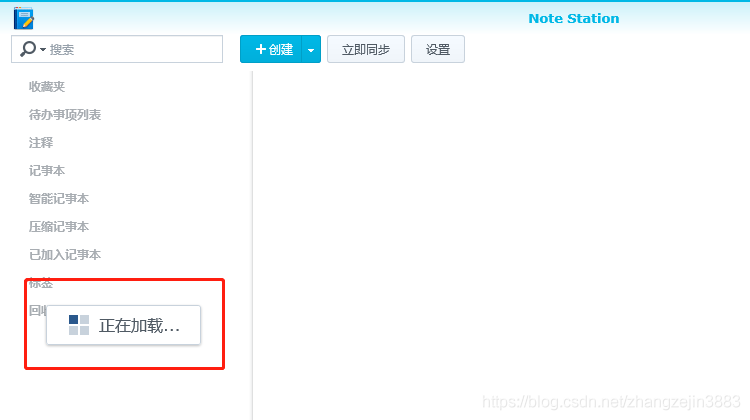 Note Station
搜索
创建 立即同步 设置
收藏夹
待办事项列表
注释
记事本
智能记事本
压缩记事本
已加入记事本
标签
回收
正在加载...
https://blog.csdn.net/zhangzejin3883